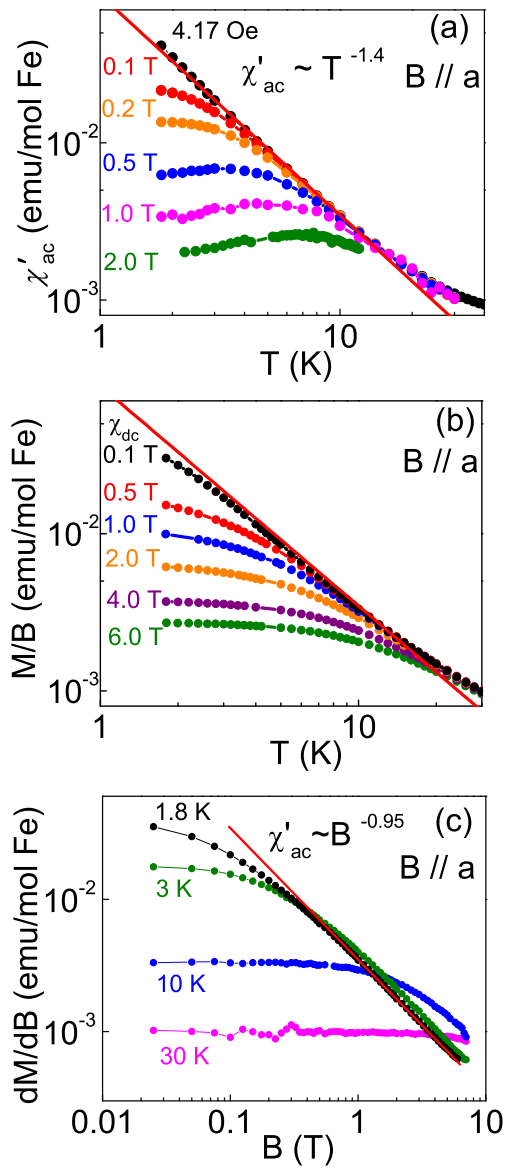 (a)
4.17 Oe
χ'ac ~ T -1.4
B // a
0.1 T
0.2 T
0.5 T
1.0 T
2.0 T
10-2
10-3
χ'ac (emu/mol Fe)
1
10
T (K)
(b)
B // a
χdc
0.1 T
0.5 T
1.0 T
2.0 T
4.0 T
6.0 T
10-2
10-3
M/B (emu/mol Fe)
1
10
T (K)
(c)
1.8 K
χ'ac~B -0.95
B // a
3 K
10 K
30 K
10-2
10-3
dM/dB (emu/mol Fe)
0.01
0.1
1
10
B (T)